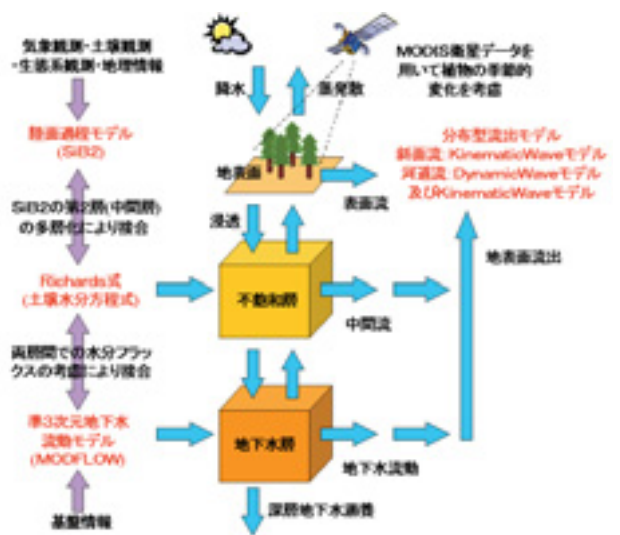 気象観測・土壌観測
・生態系観測・地理情報
陸面過程モデル
(SiB2)
SiB2の第2層(中間層)
の多層化により接合
Richards式
(土壌水分方程式)
両層間での水分フラッ
クスの考慮により接合
準3次元地下水
流動モデル
(MODFLOW)
基盤情報
降水
蒸発散
地表面
表面流
浸透
不飽和層
中間流
地下水層
地下水流動
深層地下水涵養
MODIS衛星データを
用いて植物の季節的
変化を考慮
分布型流出モデル
斜面流: KinematicWaveモデル
河道流: DynamicWaveモデル
及びKinematicWaveモデル
地表面流出